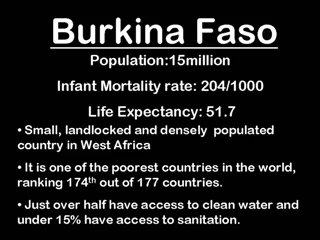 Burkina Faso
Population:15million
Infant Mortality rate: 204/1000
Life Expectancy: 51.7
• Small, landlocked and densely populated
country in West Africa
• It is one of the poorest countries in the world,
ranking 174th out of 177 countries.
• Just over half have access to clean water and
under 15% have access to sanitation.